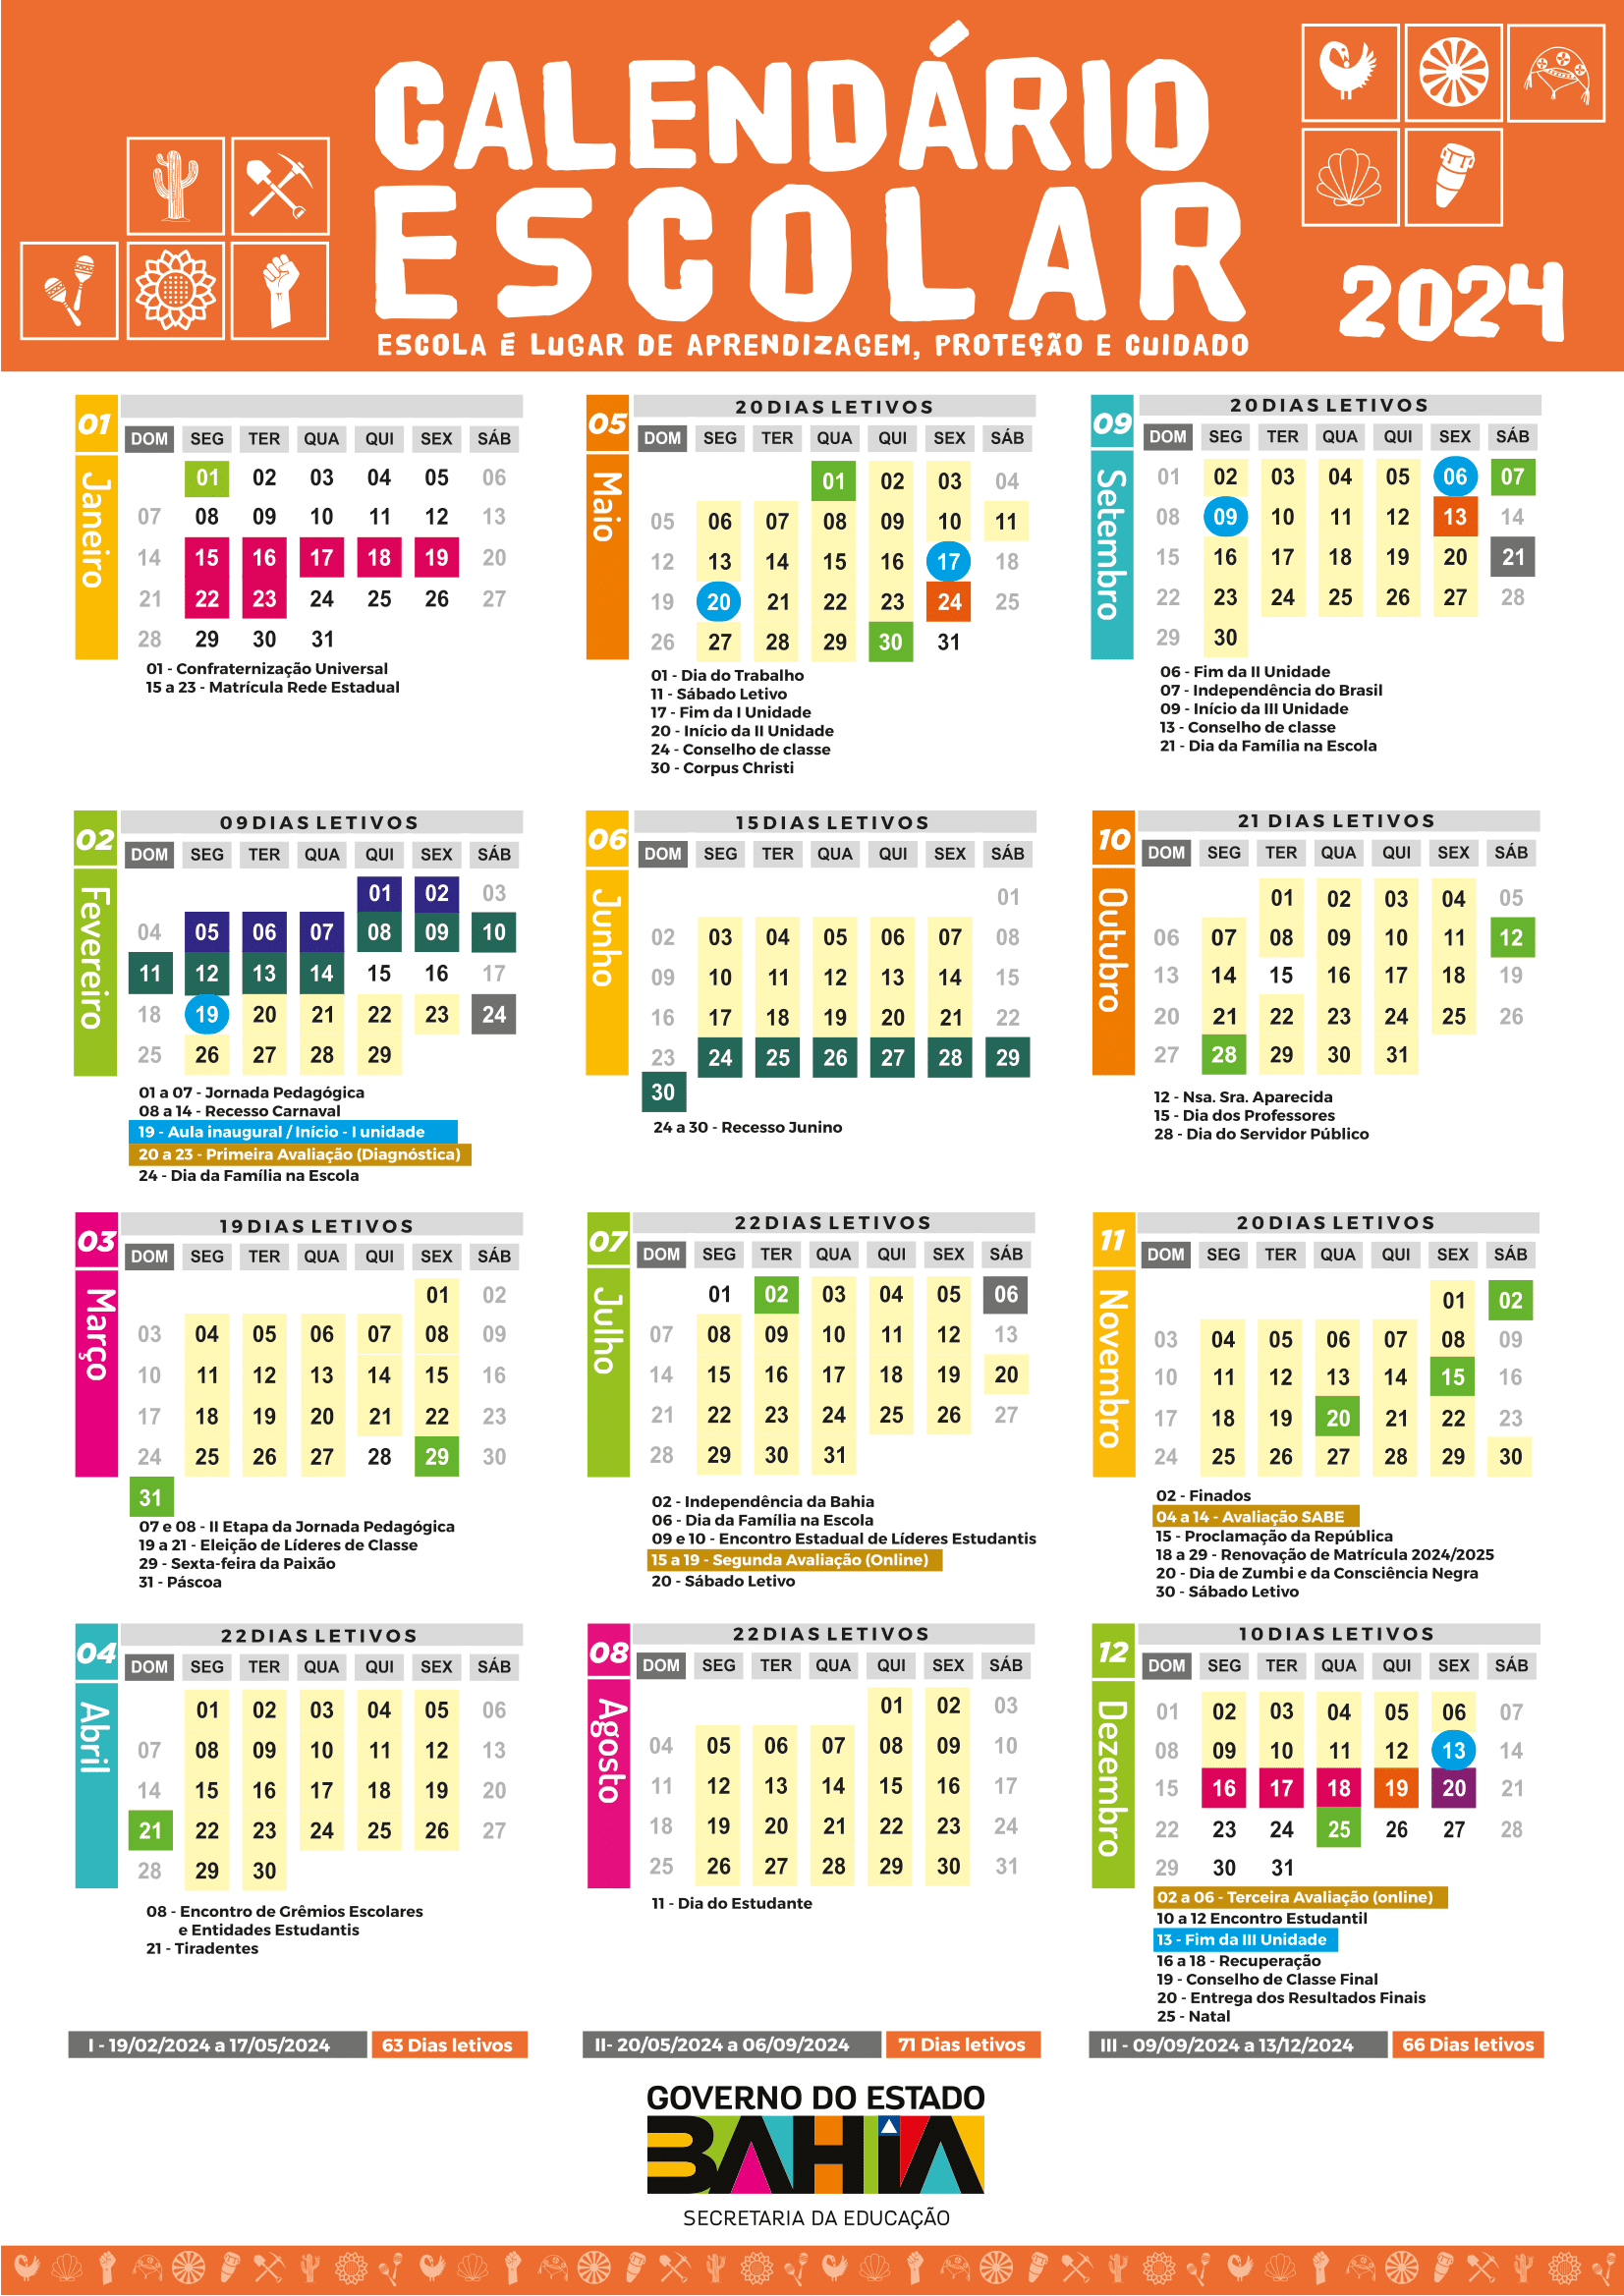 CALENDÁRIO
ESCOLAR
2024
ESCOLA É LUGAR DE APRENDIZAGEM, PROTEÇÃO E CUIDADO
01
Janeiro
DOM SEG TER QUA QUI SEX SÁB
01 02 03 04 05 06
07 08 09 10 11 12 13
14 15 16 17 18 19 20
21 22 23 24 25 26 27
28 29 30 31
01 - Confraternização Universal
15 a 23 - Matrícula Rede Estadual
05
Maio
20 DIAS LETIVOS
DOM SEG TER QUA QUI SEX SÁB
01 02 03 04
05 06 07 08 09 10 11
12 13 14 15 16 17 18
19 20 21 22 23 24 25
26 27 28 29 30 31
01 - Dia do Trabalho
11 - Sábado Letivo
17 - Fim da I Unidade
20 - Início da II Unidade
24 - Conselho de classe
30 - Corpus Christi
09
Setembro
20 DIAS LETIVOS
DOM SEG TER QUA QUI SEX SÁB
01 02 03 04 05 06 07
08 09 10 11 12 13 14
15 16 17 18 19 20 21
22 23 24 25 26 27 28
29 30
06 - Fim da II Unidade
07 - Independência do Brasil
09 - Início da III Unidade
13 - Conselho de classe
21 - Dia da Família na Escola
02
Fevereiro
09 DIAS LETIVOS
DOM SEG TER QUA QUI SEX SÁB
01 02 03
04 05 06 07 08 09 10
11 12 13 14 15 16 17
18 19 20 21 22 23 24
25 26 27 28 29
01 a 07 - Jornada Pedagógica
08 a 14 - Recesso Carnaval
19 - Aula inaugural / Início - I unidade
20 a 23 - Primeira Avaliação (Diagnóstica)
24 - Dia da Família na Escola
06
Junho
15 DIAS LETIVOS
DOM SEG TER QUA QUI SEX SÁB
01
02 03 04 05 06 07 08
09 10 11 12 13 14 15
16 17 18 19 20 21 22
23 24 25 26 27 28 29
30
24 a 30 - Recesso Junino
10
Outubro
21 DIAS LETIVOS
DOM SEG TER QUA QUI SEX SÁB
01 02 03 04 05
06 07 08 09 10 11 12
13 14 15 16 17 18 19
20 21 22 23 24 25 26
27 28 29 30 31
12 - Nsa. Sra. Aparecida
15 - Dia dos Professores
28 - Dia do Servidor Público
03
Março
19 DIAS LETIVOS
DOM SEG TER QUA QUI SEX SÁB
01 02
03 04 05 06 07 08 09
10 11 12 13 14 15 16
17 18 19 20 21 22 23
24 25 26 27 28 29 30
31
07 e 08 - II Etapa da Jornada Pedagógica
19 a 21 - Eleição de Líderes de Classe
29 - Sexta-feira da Paixão
31 - Páscoa
07
Julho
22 DIAS LETIVOS
DOM SEG TER QUA QUI SEX SÁB
01 02 03 04 05 06
07 08 09 10 11 12 13
14 15 16 17 18 19 20
21 22 23 24 25 26 27
28 29 30 31
02 - Independência da Bahia
06 - Dia da Família na Escola
09 e 10 - Encontro Estadual de Líderes Estudantis
15 a 19 - Segunda Avaliação (Online)
20 - Sábado Letivo
11
Novembro
20 DIAS LETIVOS
DOM SEG TER QUA QUI SEX SÁB
01 02
03 04 05 06 07 08 09
10 11 12 13 14 15 16
17 18 19 20 21 22 23
24 25 26 27 28 29 30
02 - Finados
04 a 14 - Avaliação SABE
15 - Proclamação da República
18 a 29 - Renovação de Matrícula 2024/2025
20 - Dia de Zumbi e da Consciência Negra
30 - Sábado Letivo
04
Abril
22 DIAS LETIVOS
DOM SEG TER QUA QUI SEX SÁB
01 02 03 04 05 06
07 08 09 10 11 12 13
14 15 16 17 18 19 20
21 22 23 24 25 26 27
28 29 30
08 - Encontro de Grêmios Escolares
e Entidades Estudantis
21 - Tiradentes
08
Agosto
22 DIAS LETIVOS
DOM SEG TER QUA QUI SEX SÁB
01 02 03
04 05 06 07 08 09 10
11 12 13 14 15 16 17
18 19 20 21 22 23 24
25 26 27 28 29 30 31
11 - Dia do Estudante
12
Dezembro
10 DIAS LETIVOS
DOM SEG TER QUA QUI SEX SÁB
01 02 03 04 05 06 07
08 09 10 11 12 13 14
15 16 17 18 19 20 21
22 23 24 25 26 27 28
29 30 31
02 a 06 - Terceira Avaliação (online)
10 a 12 Encontro Estudantil
13 - Fim da III Unidade
16 a 18 - Recuperação
19 - Conselho de Classe Final
20 - Entrega dos Resultados Finais
25 - Natal
I - 19/02/2024 a 17/05/2024 63 Dias letivos
II- 20/05/2024 a 06/09/2024 71 Dias letivos
III - 09/09/2024 a 13/12/2024 66 Dias letivos
GOVERNO DO ESTADO
BAHIA
SECRETARIA DA EDUCAÇÃO